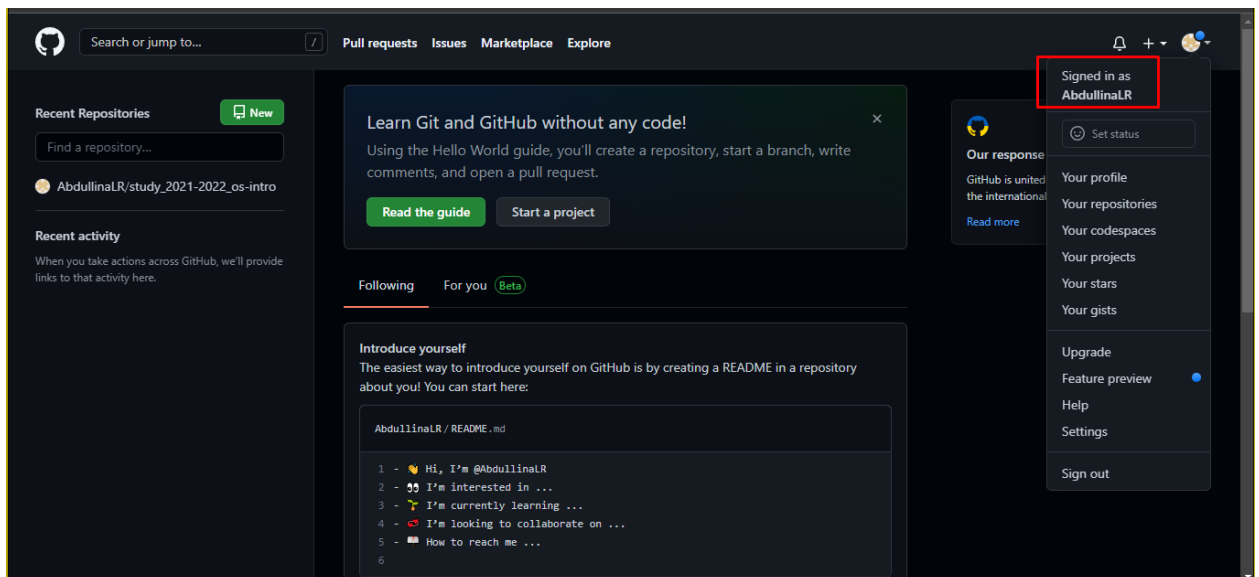 Search or jump to...
/
Pull requests Issues Marketplace Explore
Recent Repositories
New
Find a repository...
AbdullinaLR/study_2021-2022_os-intro
Recent activity
When you take actions across GitHub, we'll provide
links to that activity here.
Learn Git and GitHub without any code!
Using the Hello World guide, you'll create a repository, start a branch, write
comments, and open a pull request.
Read the guide
Start a project
Following
For you Beta
Introduce yourself
The easiest way to introduce yourself on GitHub is by creating a README in a repository
about you! You can start here:
AbdullinaLR/README.md
1 - 👋 Hi, I'm @AbdullinaLR
2 - 👀 I'm interested in ...
3 - 🌱 I'm currently learning ...
4 - 💞️ I'm looking to collaborate on ...
5 - 📫 How to reach me ...
6
Our response
GitHub is united
the international
Read more
Signed in as
AbdullinaLR
Set status
Your profile
Your repositories
Your codespaces
Your projects
Your stars
Your gists
Upgrade
Feature preview
Help
Settings
Sign out